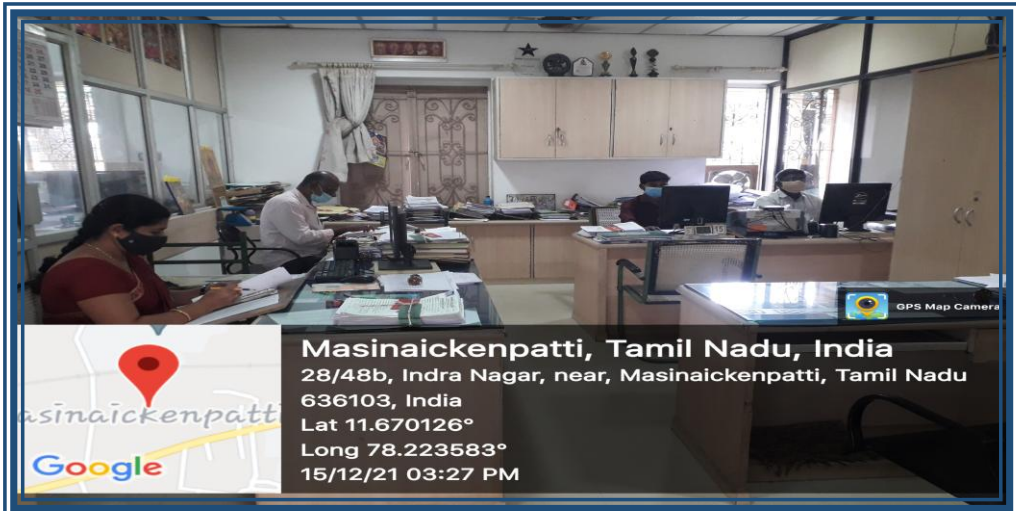 GPS Map Camera
Masinaickenpatti, Tamil Nadu, India
28/48b, Indra Nagar, near, Masinaickenpatti, Tamil Nadu
636103, India
Lat 11.670126°
Long 78.223583°
15/12/21 03:27 PM
asinaickenpatti
Google